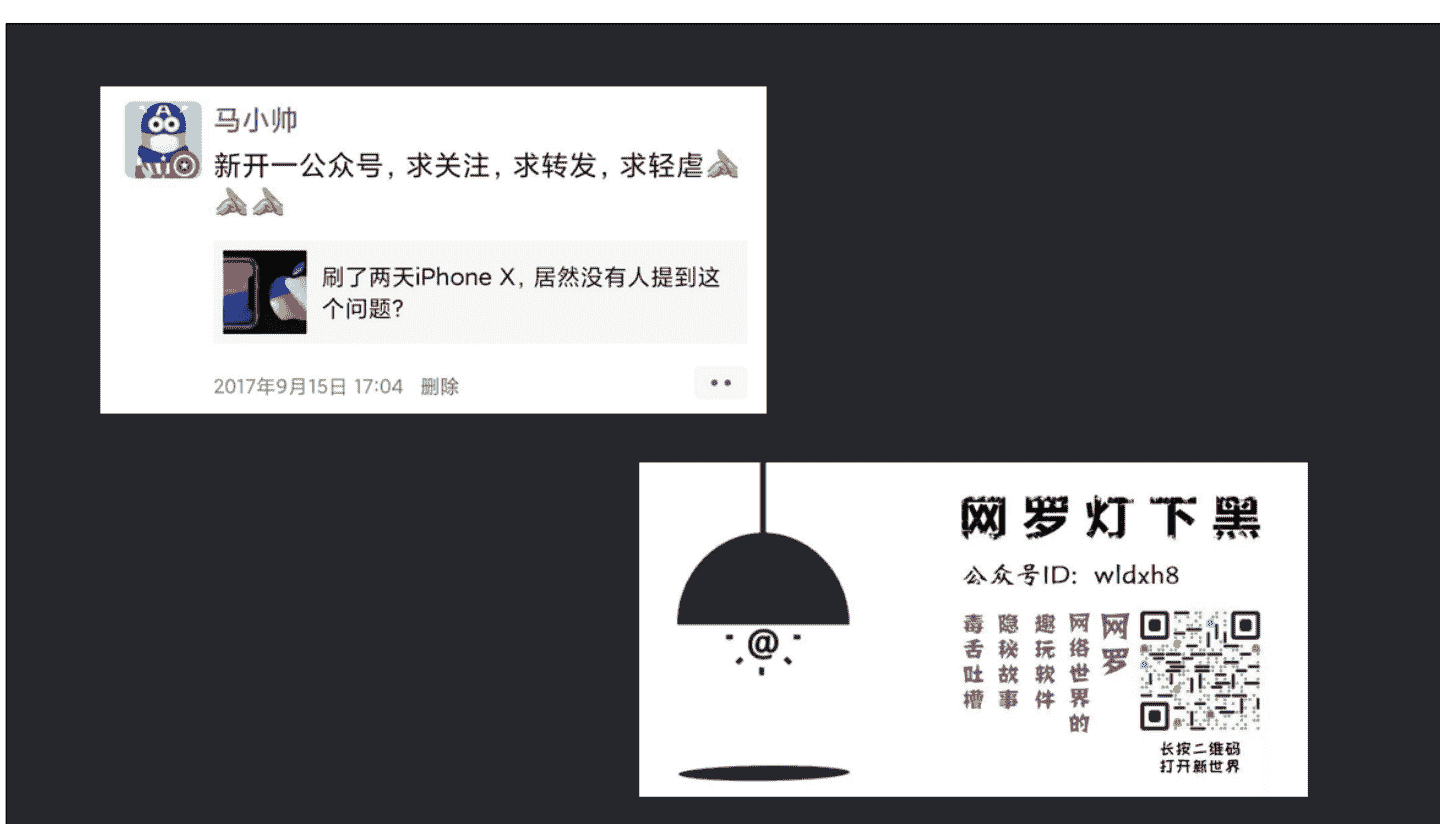 马小帅
新开一公众号，求关注，求转发，求轻虐
刷了两天iPhone X，居然没有人提到这
个问题？
2017年9月15日 17:04 删除
网罗灯下黑
公众号ID：wldxh8
网罗
网络世界的
趣玩软件
隐秘故事
毒舌吐槽
@
长按二维码
打开新世界